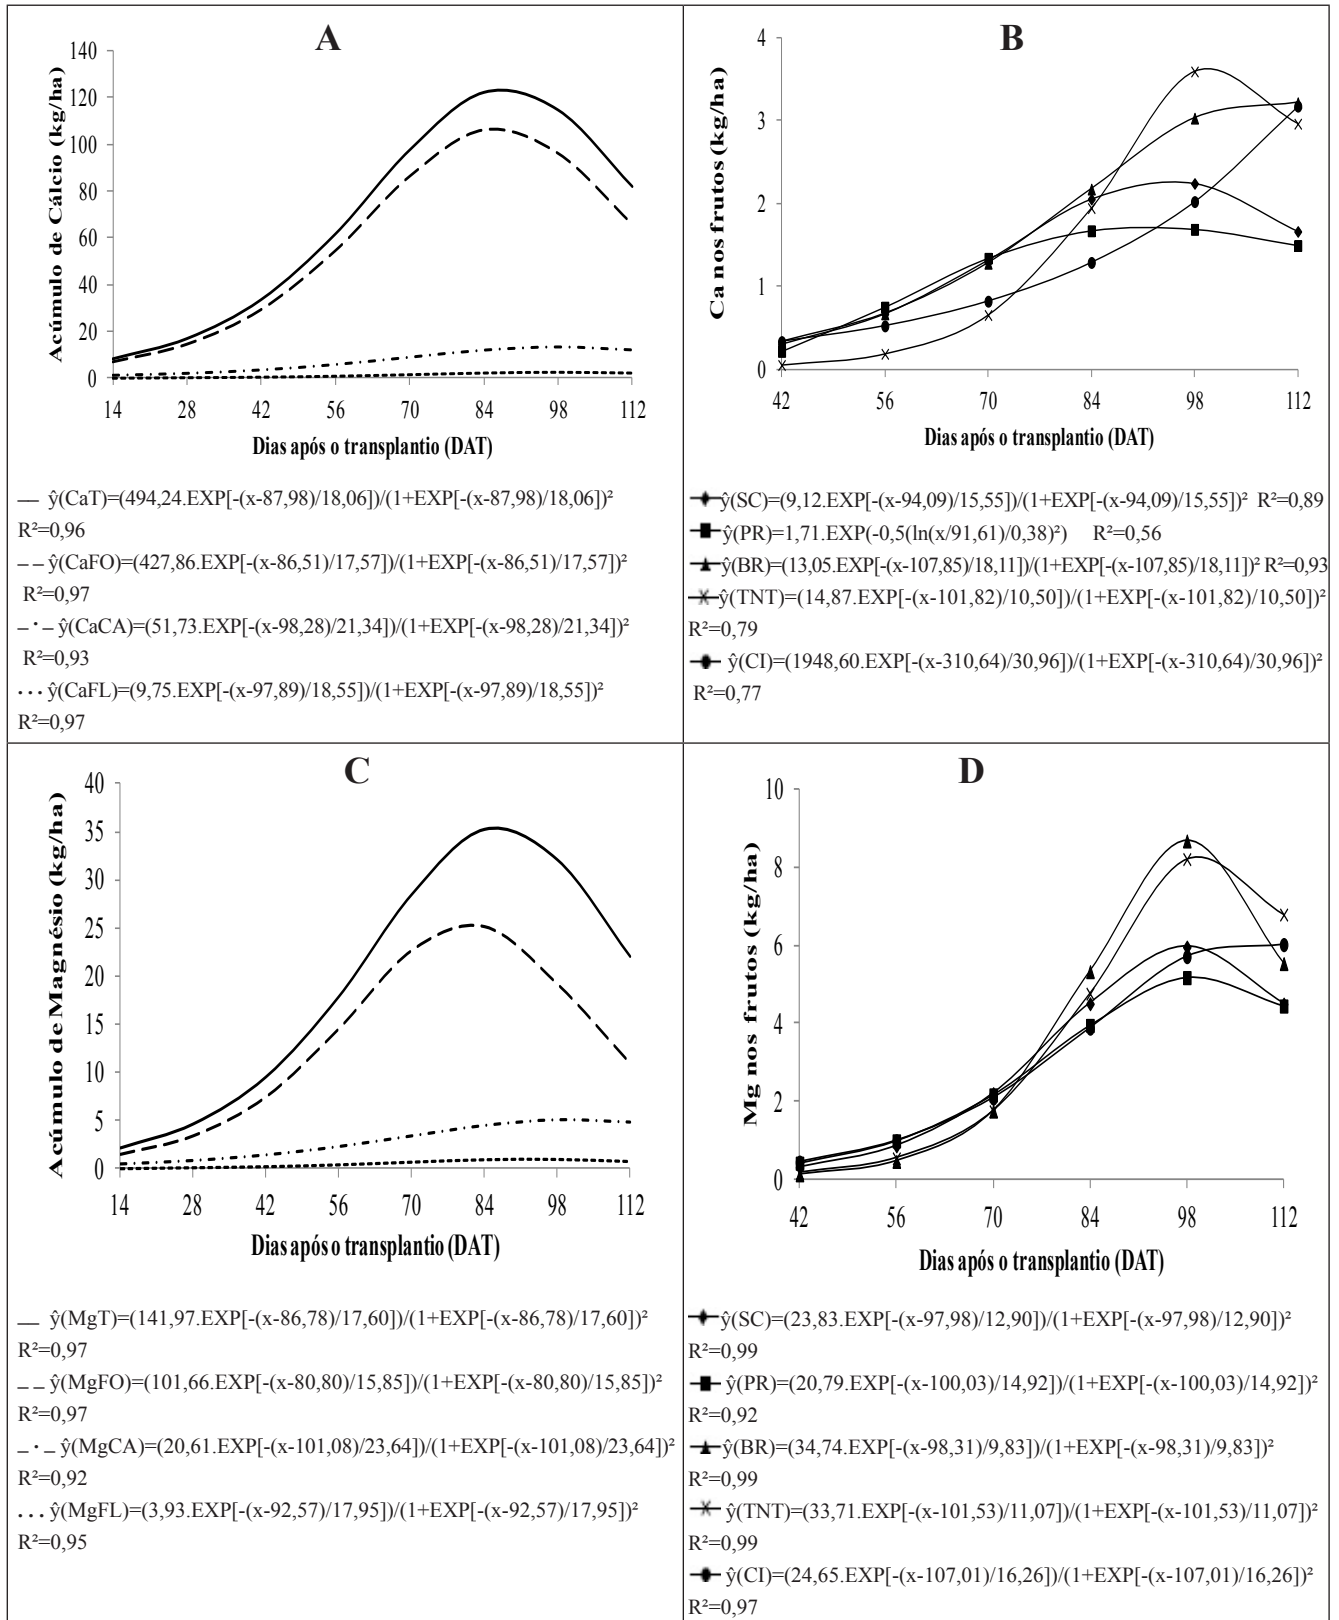 A
Acúmulo de Cálcio (kg/ha)
140
120
100
80
60
40
20
0
14 28 42 56 70 84 98 112
Dias após o transplantio (DAT)
ŷ(CaT)=(494,24.EXP[-(x-87,98)/18,06])/(1+EXP[-(x-87,98)/18,06])²
R²=0,96
ŷ(CaFO)=(427,86.EXP[-(x-86,51)/17,57])/(1+EXP[-(x-86,51)/17,57])²
R²=0,97
ŷ(CaCA)=(51,73.EXP[-(x-98,28)/21,34])/(1+EXP[-(x-98,28)/21,34])²
R²=0,93
ŷ(CaFL)=(9,75.EXP[-(x-97,89)/18,55])/(1+EXP[-(x-97,89)/18,55])²
R²=0,97
B
Ca nos frutos (kg/ha)
4
3
2
1
0
42 56 70 84 98 112
Dias após o transplantio (DAT)
ŷ(SC)=(9,12.EXP[-(x-94,09)/15,55])/(1+EXP[-(x-94,09)/15,55])² R²=0,89
ŷ(PR)=1,71.EXP(-0,5(ln(x/91,61)/0,38)²) R²=0,56
ŷ(BR)=(13,05.EXP[-(x-107,85)/18,11])/(1+EXP[-(x-107,85)/18,11])² R²=0,93
ŷ(TNT)=(14,87.EXP[-(x-101,82)/10,50])/(1+EXP[-(x-101,82)/10,50])²
R²=0,79
ŷ(CI)=(1948,60.EXP[-(x-310,64)/30,96])/(1+EXP[-(x-310,64)/30,96])²
R²=0,77
C
Acúmulo de Magnésio (kg/ha)
40
35
30
25
20
15
10
5
0
14 28 42 56 70 84 98 112
Dias após o transplantio (DAT)
ŷ(MgT)=(141,97.EXP[-(x-86,78)/17,60])/(1+EXP[-(x-86,78)/17,60])²
R²=0,97
ŷ(MgFO)=(101,66.EXP[-(x-80,80)/15,85])/(1+EXP[-(x-80,80)/15,85])²
R²=0,97
ŷ(MgCA)=(20,61.EXP[-(x-101,08)/23,64])/(1+EXP[-(x-101,08)/23,64])²
R²=0,92
ŷ(MgFL)=(3,93.EXP[-(x-92,57)/17,95])/(1+EXP[-(x-92,57)/17,95])²
R²=0,95
D
Mg nos frutos (kg/ha)
10
8
6
4
2
0
42 56 70 84 98 112
Dias após o transplantio (DAT)
ŷ(SC)=(23,83.EXP[-(x-97,98)/12,90])/(1+EXP[-(x-97,98)/12,90])²
R²=0,99
ŷ(PR)=(20,79.EXP[-(x-100,03)/14,92])/(1+EXP[-(x-100,03)/14,92])²
R²=0,92
ŷ(BR)=(34,74.EXP[-(x-98,31)/9,83])/(1+EXP[-(x-98,31)/9,83])²
R²=0,99
ŷ(TNT)=(33,71.EXP[-(x-101,53)/11,07])/(1+EXP[-(x-101,53)/11,07])²
R²=0,99
ŷ(CI)=(24,65.EXP[-(x-107,01)/16,26])/(1+EXP[-(x-107,01)/16,26])²
R²=0,97